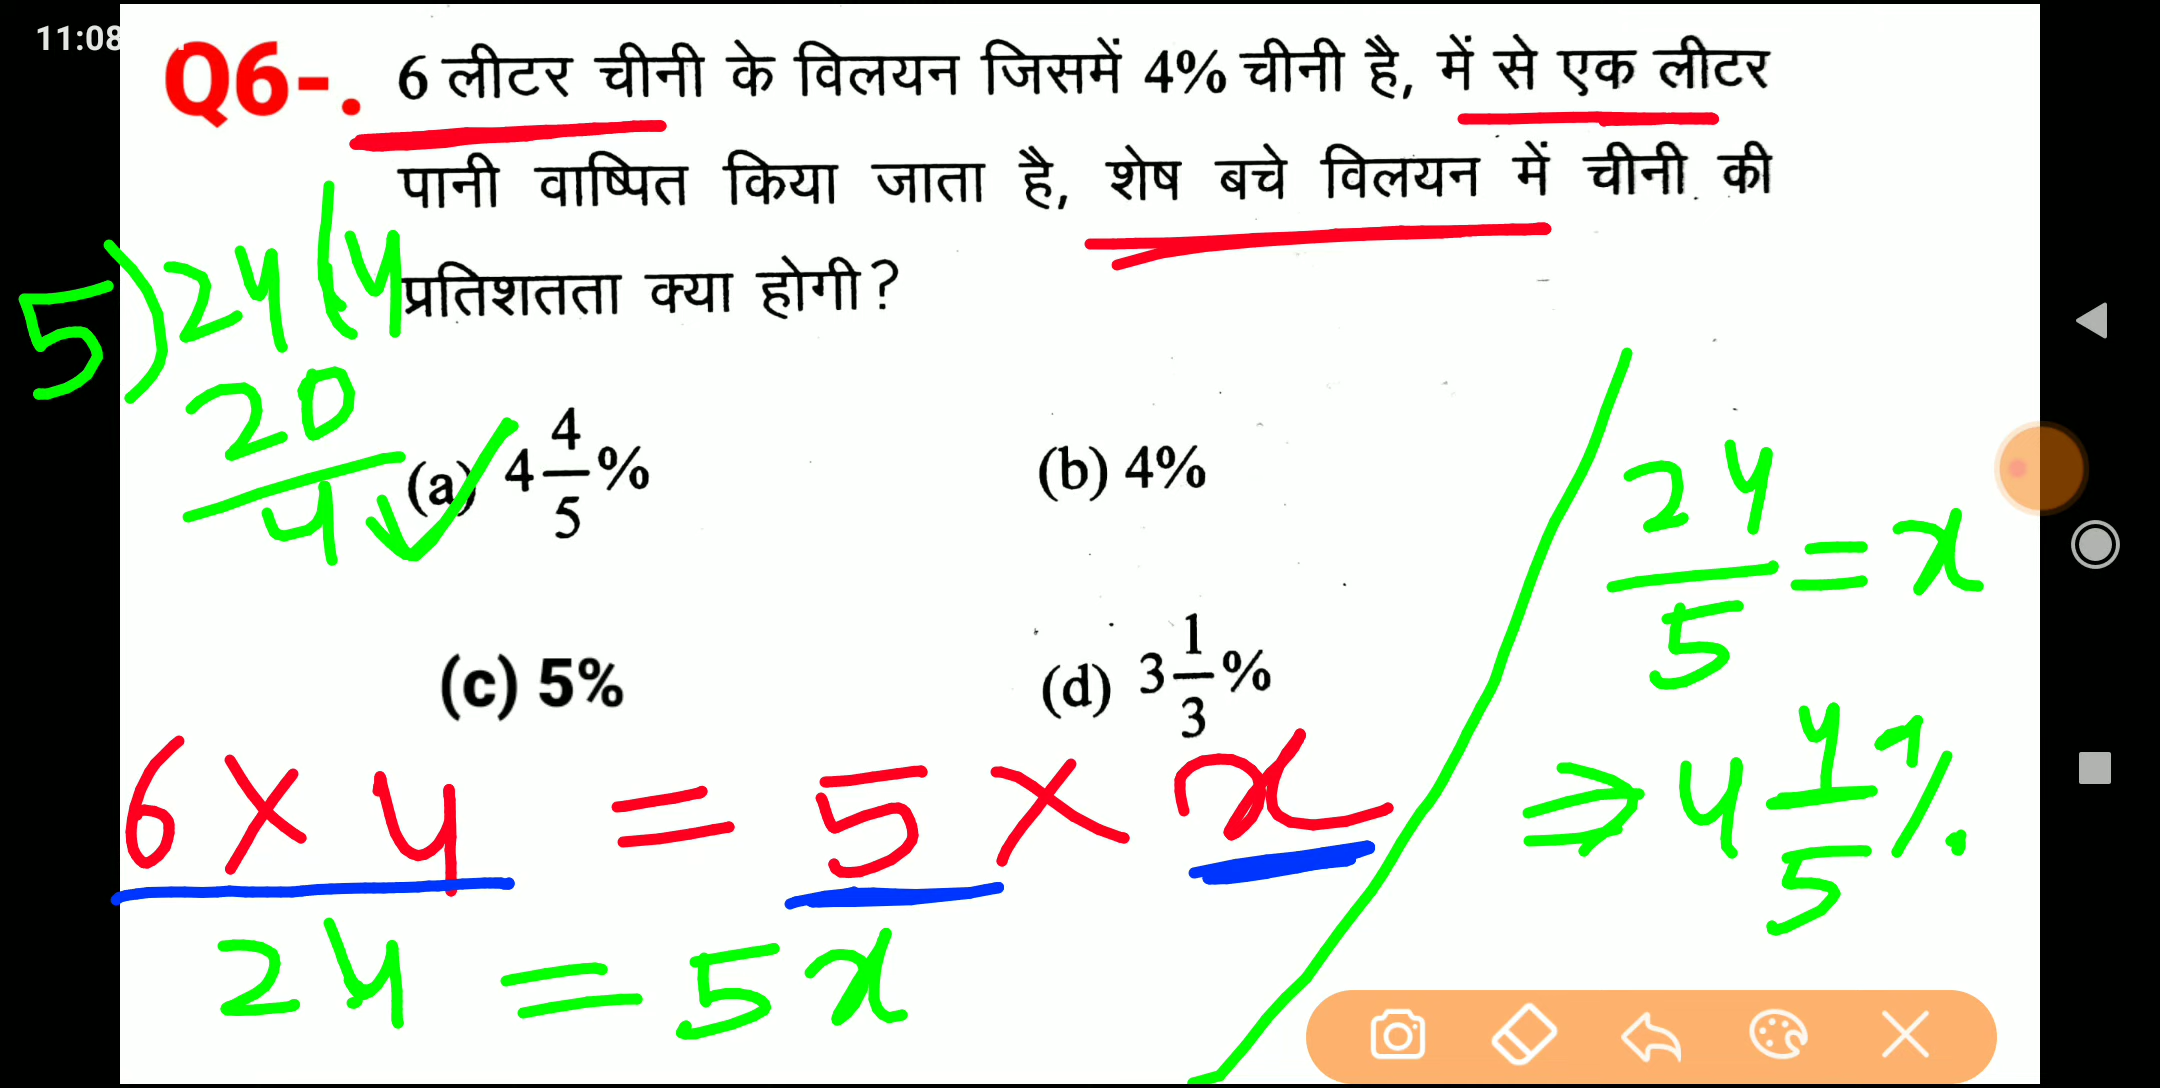 11:08
Q6-. 6 लीटर चीनी के विलयन जिसमें 4% चीनी है, में से एक लीटर
पानी वाष्पित किया जाता है, शेष बचे विलयन में चीनी की
प्रतिशतता क्या होगी?
5)24(4
20
4
(a) 4 4/5 %
(b) 4%
(c) 5%
(d) 3 1/3 %
24/5 = x
⇒ 4 4/5 %
6 × 4 = 5 × x
24 = 5x